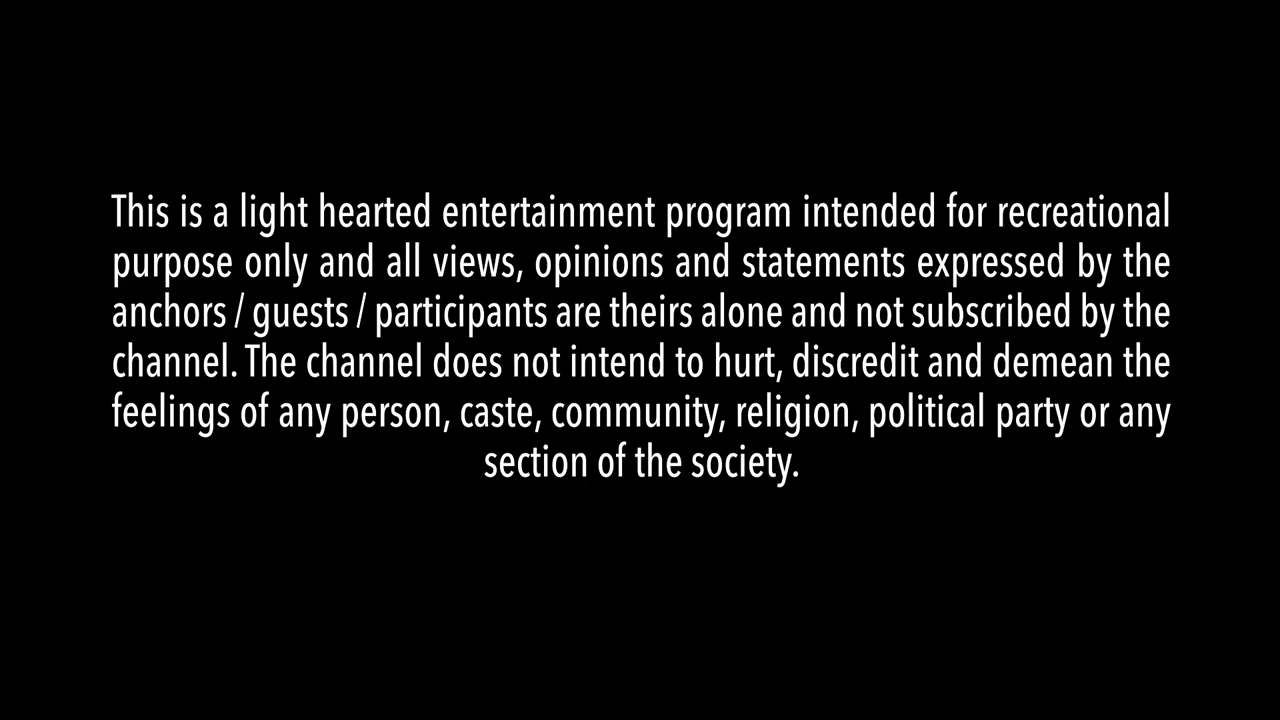 This is a light hearted entertainment program intended for recreational
purpose only and all views, opinions and statements expressed by the
anchors / guests / participants are theirs alone and not subscribed by the
channel. The channel does not intend to hurt, discredit and demean the
feelings of any person, caste, community, religion, political party or any
section of the society.